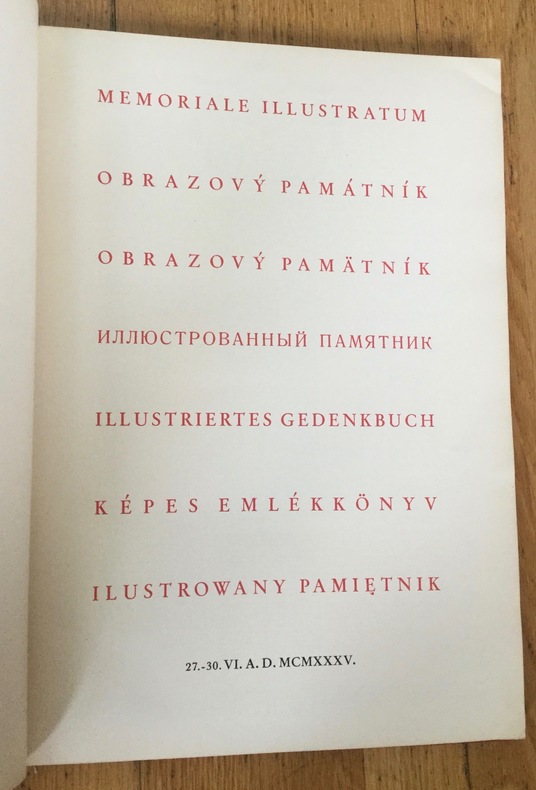 MEMORIALE ILLUSTRATUM
OBRAZOVÝ PAMÁTNÍK
OBRAZOVÝ PAMÄTNÍK
ИЛЛЮСТРОВАННЫЙ ПАМЯТНИК
ILLUSTRIERTES GEDENKBUCH
KÉPES EMLÉKKÖNYV
ILUSTROWANY PAMIĘTNIK
27.-30. VI. A. D. MCMXXXV.